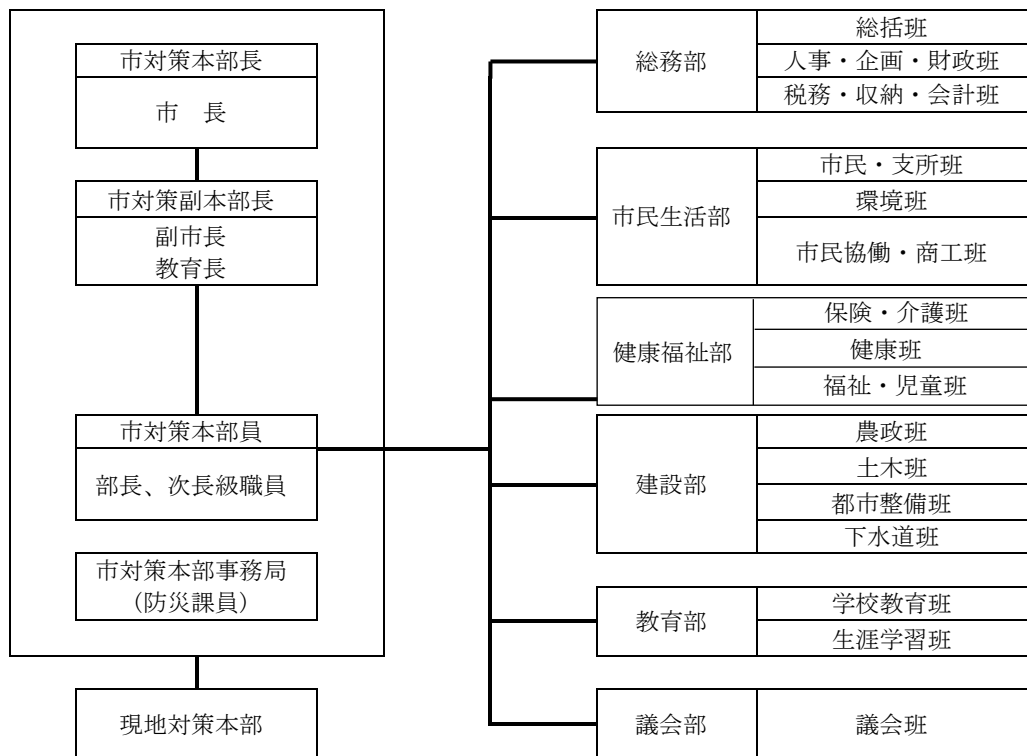 市対策本部長
市　長
市対策副本部長
副市長
教育長
市対策本部員
部長、次長級職員
市対策本部事務局
(防災課員)
現地対策本部
総務部
総括班
人事・企画・財政班
税務・収納・会計班
市民生活部
市民・支所班
環境班
市民協働・商工班
健康福祉部
保険・介護班
健康班
福祉・児童班
建設部
農政班
土木班
都市整備班
下水道班
教育部
学校教育班
生涯学習班
議会部
議会班